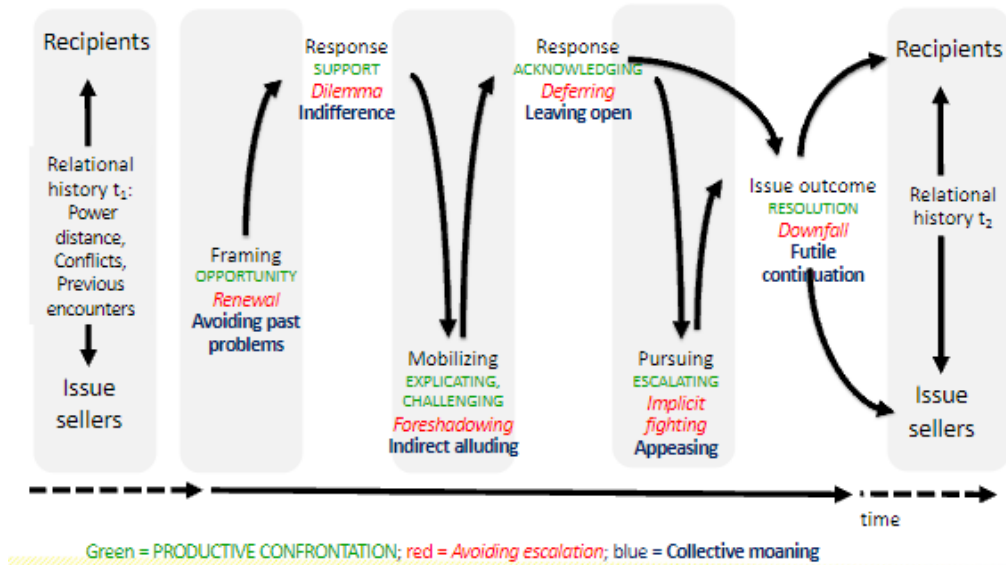 Recipients
Relational
history t₁:
Power
distance,
Conflicts,
Previous
encounters
Issue
sellers
Framing
OPPORTUNITY
Renewal
Avoiding past
problems
Response
SUPPORT
Dilemma
Indifference
Mobilizing
EXPLICATING,
CHALLENGING
Foreshadowing
Indirect alluding
Response
ACKNOWLEDGING
Deferring
Leaving open
Pursuing
ESCALATING
Implicit
fighting
Appeasing
Issue outcome
RESOLUTION
Downfall
Futile
continuation
Recipients
Relational
history t₂
Issue
sellers
time
Green = PRODUCTIVE CONFRONTATION; red = Avoiding escalation; blue = Collective moaning